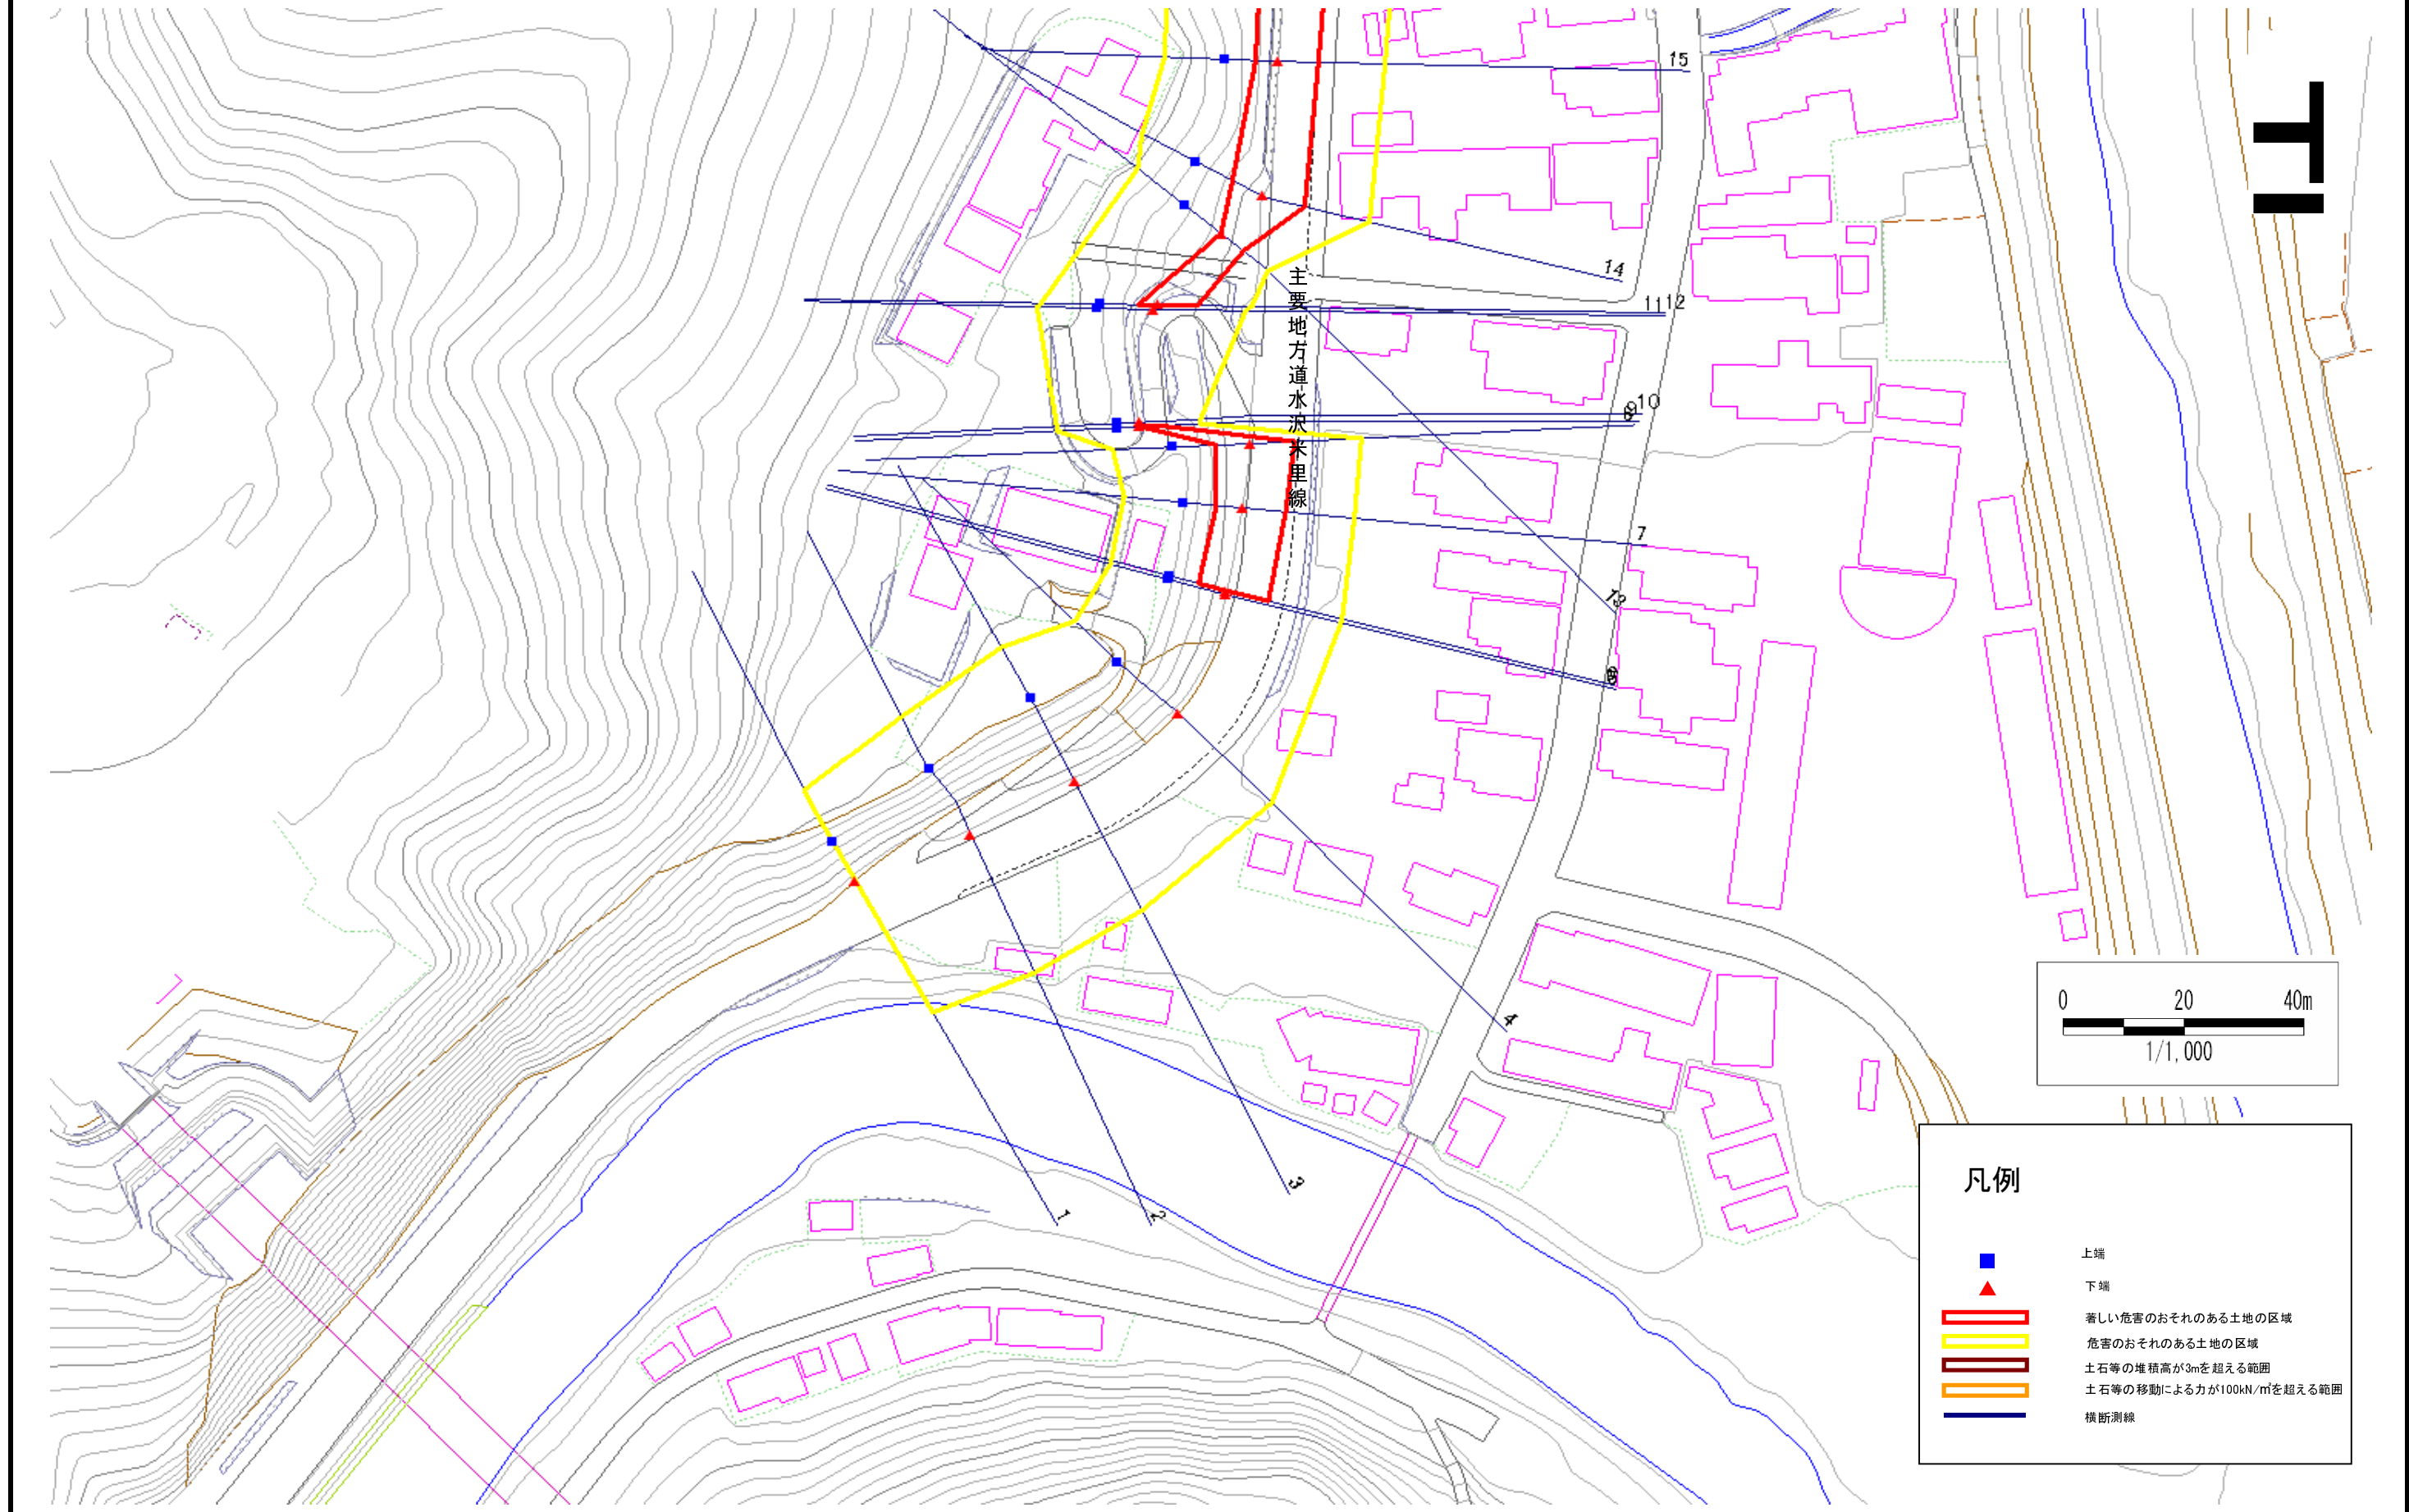 15
14
11 12
主要地方道水沢米里線
9 10
7
13
4
3
1
2
0 20 40m
1/1,000
凡例
上端
下端
著しい危害のおそれのある土地の区域
危害のおそれのある土地の区域
土石等の堆積高が3mを超える範囲
土石等の移動による力が100kN/㎡を超える範囲
横断測線